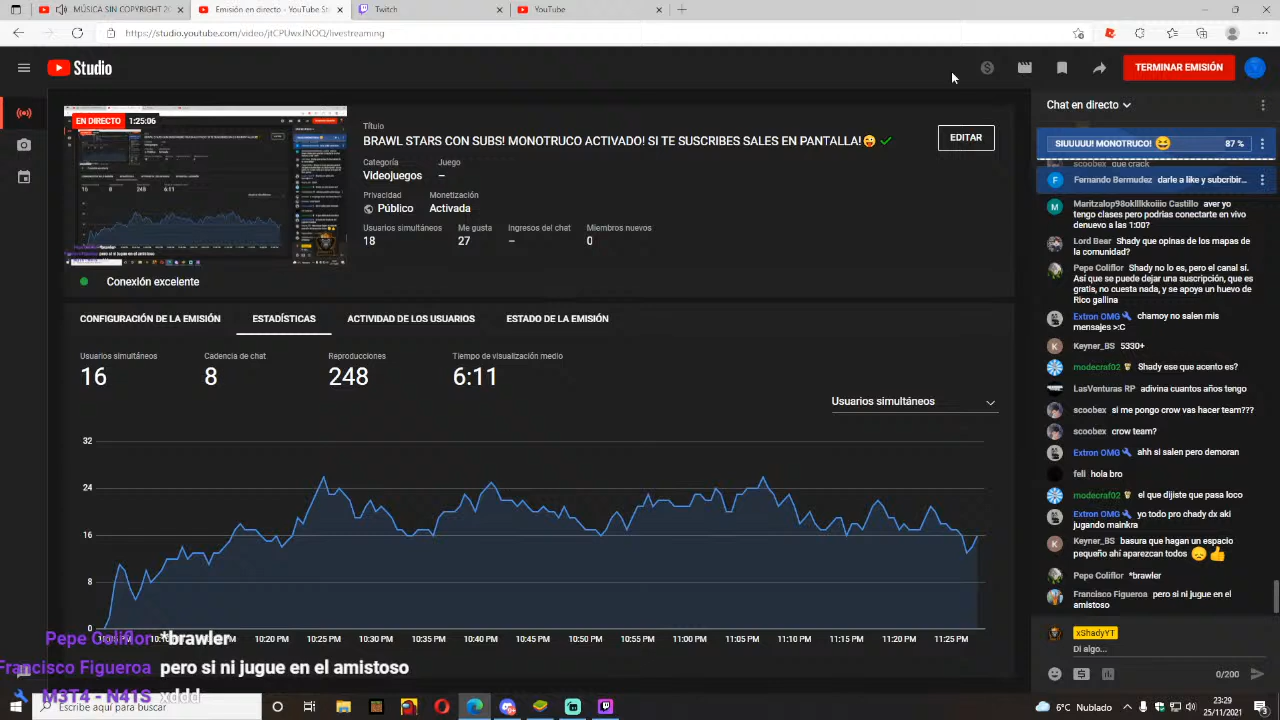 MÚSICA SIN COPYRIGHT 20
Emisión en directo - YouTube St
Twitch
YouTube
https://studio.youtube.com/video/jtCPUwxINOQ/livestreaming
Studio
TERMINAR EMISIÓN
EN DIRECTO 1:25:06
Título
BRAWL STARS CON SUBS! MONOTRUCO ACTIVADO! SI TE SUSCRIBES SALES EN PANTALLA!😛✔
EDITAR
Categoría Juego
Videojuegos –
Privacidad Monetización
Público Activada
Usuarios simultáneos Me gusta Ingresos del chat Miembros nuevos
18 27 – 0
Conexión excelente
CONFIGURACIÓN DE LA EMISIÓN ESTADÍSTICAS ACTIVIDAD DE LOS USUARIOS ESTADO DE LA EMISIÓN
Usuarios simultáneos Cadencia de chat Reproducciones Tiempo de visualización medio
16 8 248 6:11
Usuarios simultáneos
32
24
16
8
0
10:20 PM 10:25 PM 10:30 PM 10:35 PM 10:40 PM 10:45 PM 10:50 PM 10:55 PM 11:00 PM 11:05 PM 11:10 PM 11:15 PM 11:20 PM 11:25 PM
Pepe Coliflor *brawler
Francisco Figueroa pero si ni jugue en el amistoso
M3T4 - N41S xdddd
Chat en directo
SIUUUUU! MONOTRUCO! 😄 87 %
scoobex que crack
Fernando Bermudez darle a like y subcribir...
Maritzalop98oklllkkoiiio Castillo aver yo
tengo clases pero podrias conectarte en vivo
denuevo a las 1:00?
Lord Bear Shady que opinas de los mapas de
la comunidad?
Pepe Coliflor Shady no lo es, pero el canal si.
Así que se puede dejar una suscripción, que es
gratis, no cuesta nada, y se apoya un huevo de
Rico gallina
Extron OMG chamoy no salen mis
mensajes >:C
Keyner_BS 5330+
modecraf02 Shady ese que acento es?
LasVenturas RP adivina cuantos años tengo
scoobex si me pongo crow vas hacer team???
scoobex crow team?
Extron OMG ahh si salen pero demoran
feli hola bro
modecraf02 el que dijiste que pasa loco
Extron OMG yo todo pro chady dx aki
jugando mainkra
Keyner_BS basura que hagan un espacio
pequeño ahí aparezcan todos 😞👍
Pepe Coliflor *brawler
Francisco Figueroa pero si ni jugue en el
amistoso
xShadyYT
Di algo...
0/200
Escribe aquí para buscar
6°C Nublado
23:29
25/11/2021
3